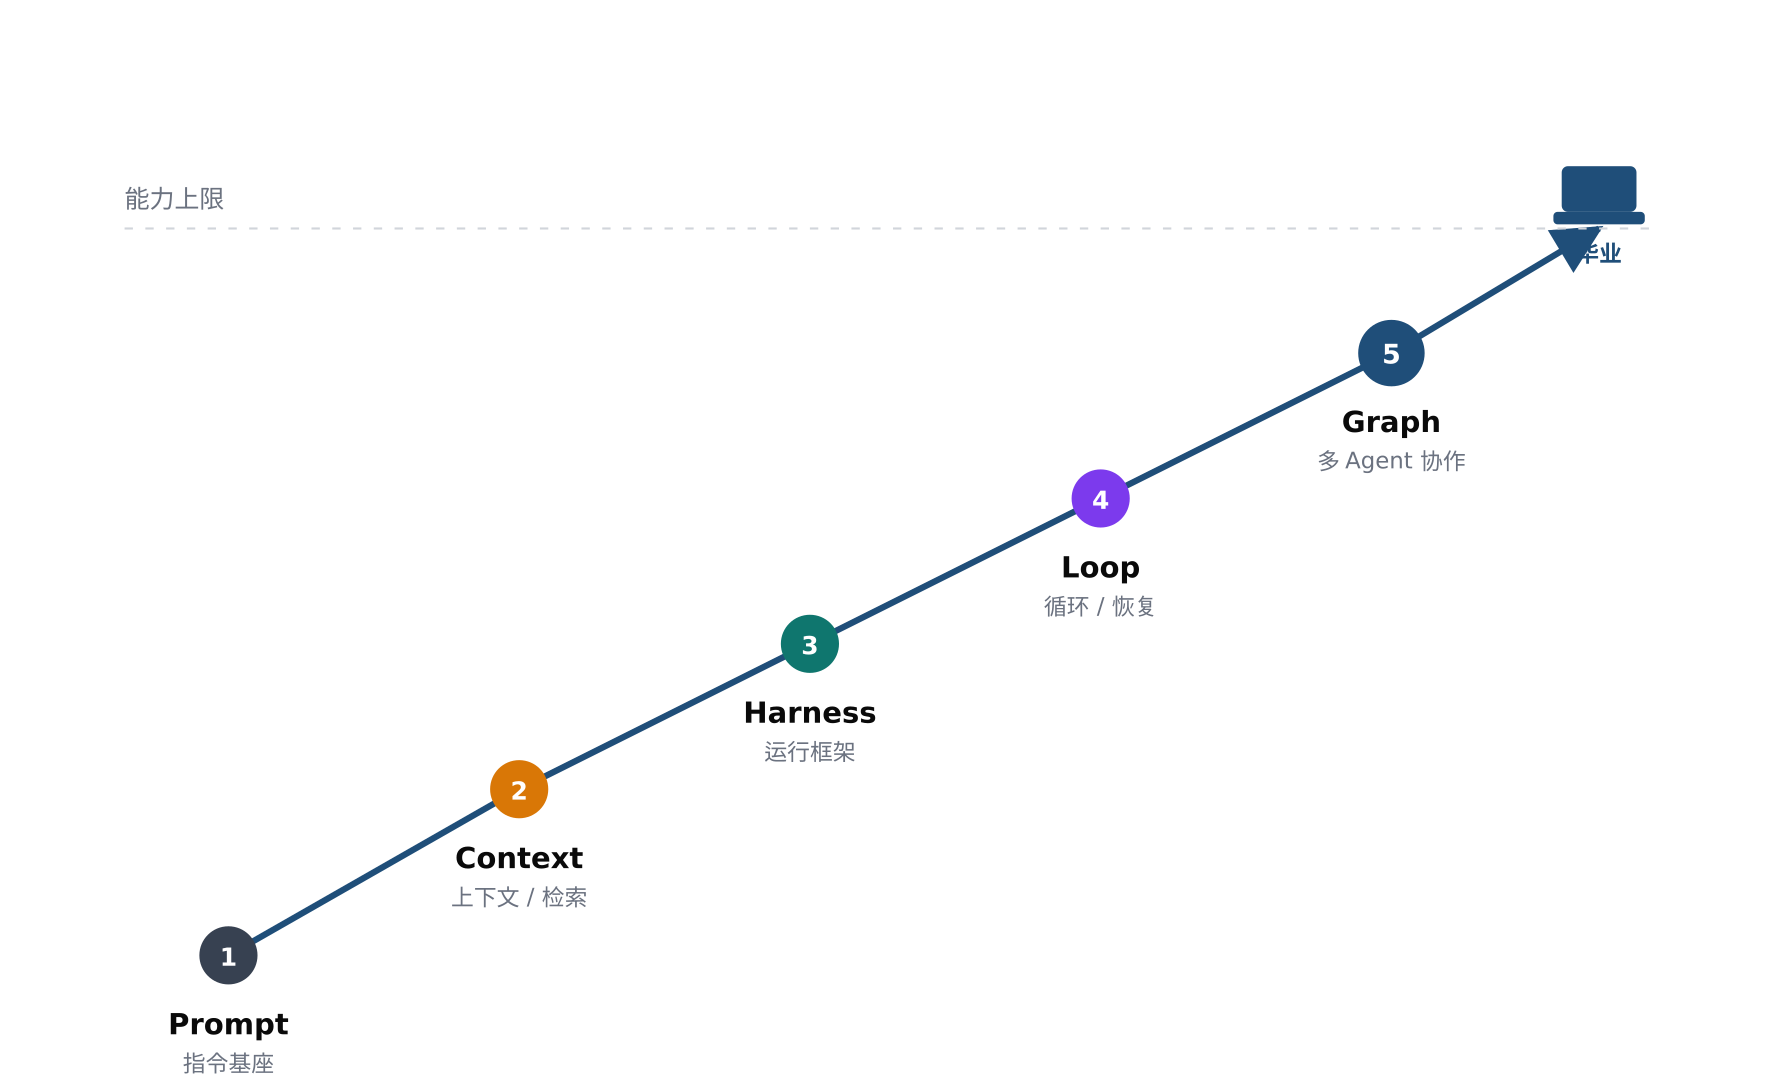 能力上限
毕业
5
Graph
多 Agent 协作
4
Loop
循环 / 恢复
3
Harness
运行框架
2
Context
上下文 / 检索
1
Prompt
指令基座